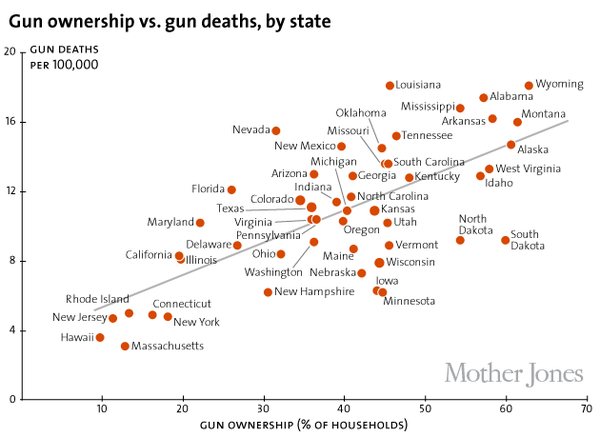 Gun ownership vs. gun deaths, by state
20
GUN DEATHS
PER 100,000
Louisiana
Wyoming
Alabama
Mississippi
Oklahoma
Arkansas
Montana
16
Missouri
Nevada
Tennessee
New Mexico
Alaska
Michigan
South Carolina
Arizona
Georgia
Kentucky
West Virginia
Idaho
Indiana
Florida
12
Colorado
North Carolina
Texas
Kansas
Maryland
Virginia
Utah
North
Dakota
Pennsylvania
Oregon
South
Dakota
Delaware
Vermont
California
Illinois
Ohio
Maine
8
Wisconsin
Washington
Nebraska
Iowa
Rhode Island
Connecticut
New Hampshire
Minnesota
New Jersey
New York
4
Hawaii
Massachusetts
Mother Jones
0
10
20
30
40
50
60
70
GUN OWNERSHIP (% OF HOUSEHOLDS)